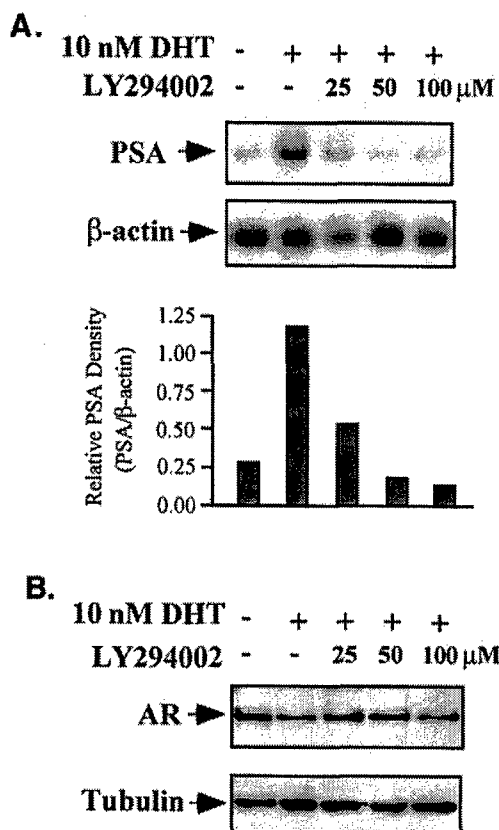 A.
10 nM DHT - + + + +
LY294002 - - 25 50 100 μM
PSA
β-actin
Relative PSA Density
(PSA/β-actin)
1.25
1.00
0.75
0.50
0.25
0.00
B.
10 nM DHT - + + + +
LY294002 - - 25 50 100 μM
AR
Tubulin